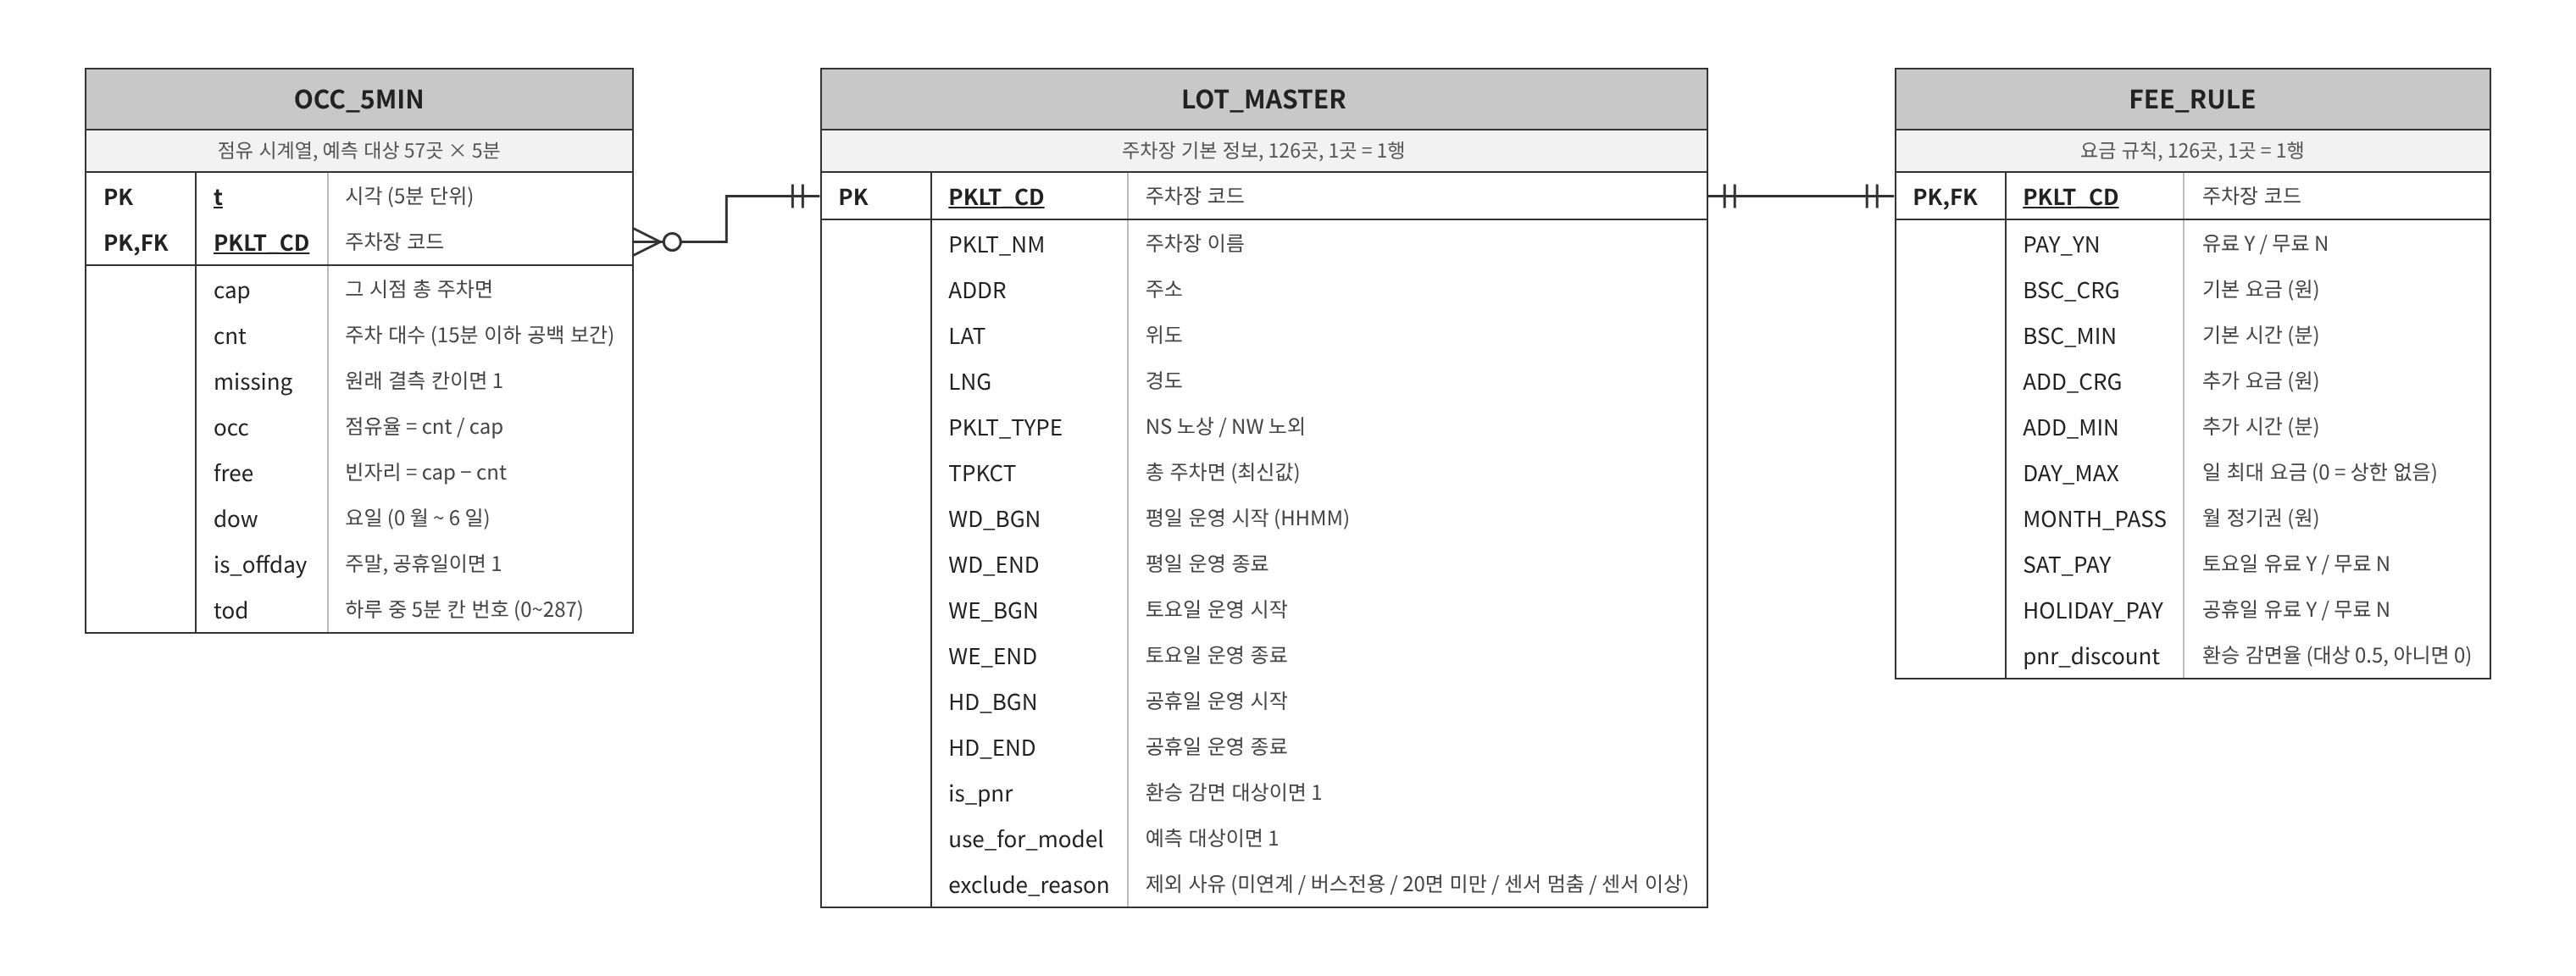 OCC_5MIN
점유 시계열, 예측 대상 57곳 × 5분
PK t 시각 (5분 단위)
PK,FK PKLT_CD 주차장 코드
cap 그 시점 총 주차면
cnt 주차 대수 (15분 이하 공백 보간)
missing 원래 결측 칸이면 1
occ 점유율 = cnt / cap
free 빈자리 = cap − cnt
dow 요일 (0 월 ~ 6 일)
is_offday 주말, 공휴일이면 1
tod 하루 중 5분 칸 번호 (0~287)
LOT_MASTER
주차장 기본 정보, 126곳, 1곳 = 1행
PK PKLT_CD 주차장 코드
PKLT_NM 주차장 이름
ADDR 주소
LAT 위도
LNG 경도
PKLT_TYPE NS 노상 / NW 노외
TPKCT 총 주차면 (최신값)
WD_BGN 평일 운영 시작 (HHMM)
WD_END 평일 운영 종료
WE_BGN 토요일 운영 시작
WE_END 토요일 운영 종료
HD_BGN 공휴일 운영 시작
HD_END 공휴일 운영 종료
is_pnr 환승 감면 대상이면 1
use_for_model 예측 대상이면 1
exclude_reason 제외 사유 (미연계 / 버스전용 / 20면 미만 / 센서 멈춤 / 센서 이상)
FEE_RULE
요금 규칙, 126곳, 1곳 = 1행
PK,FK PKLT_CD 주차장 코드
PAY_YN 유료 Y / 무료 N
BSC_CRG 기본 요금 (원)
BSC_MIN 기본 시간 (분)
ADD_CRG 추가 요금 (원)
ADD_MIN 추가 시간 (분)
DAY_MAX 일 최대 요금 (0 = 상한 없음)
MONTH_PASS 월 정기권 (원)
SAT_PAY 토요일 유료 Y / 무료 N
HOLIDAY_PAY 공휴일 유료 Y / 무료 N
pnr_discount 환승 감면율 (대상 0.5, 아니면 0)